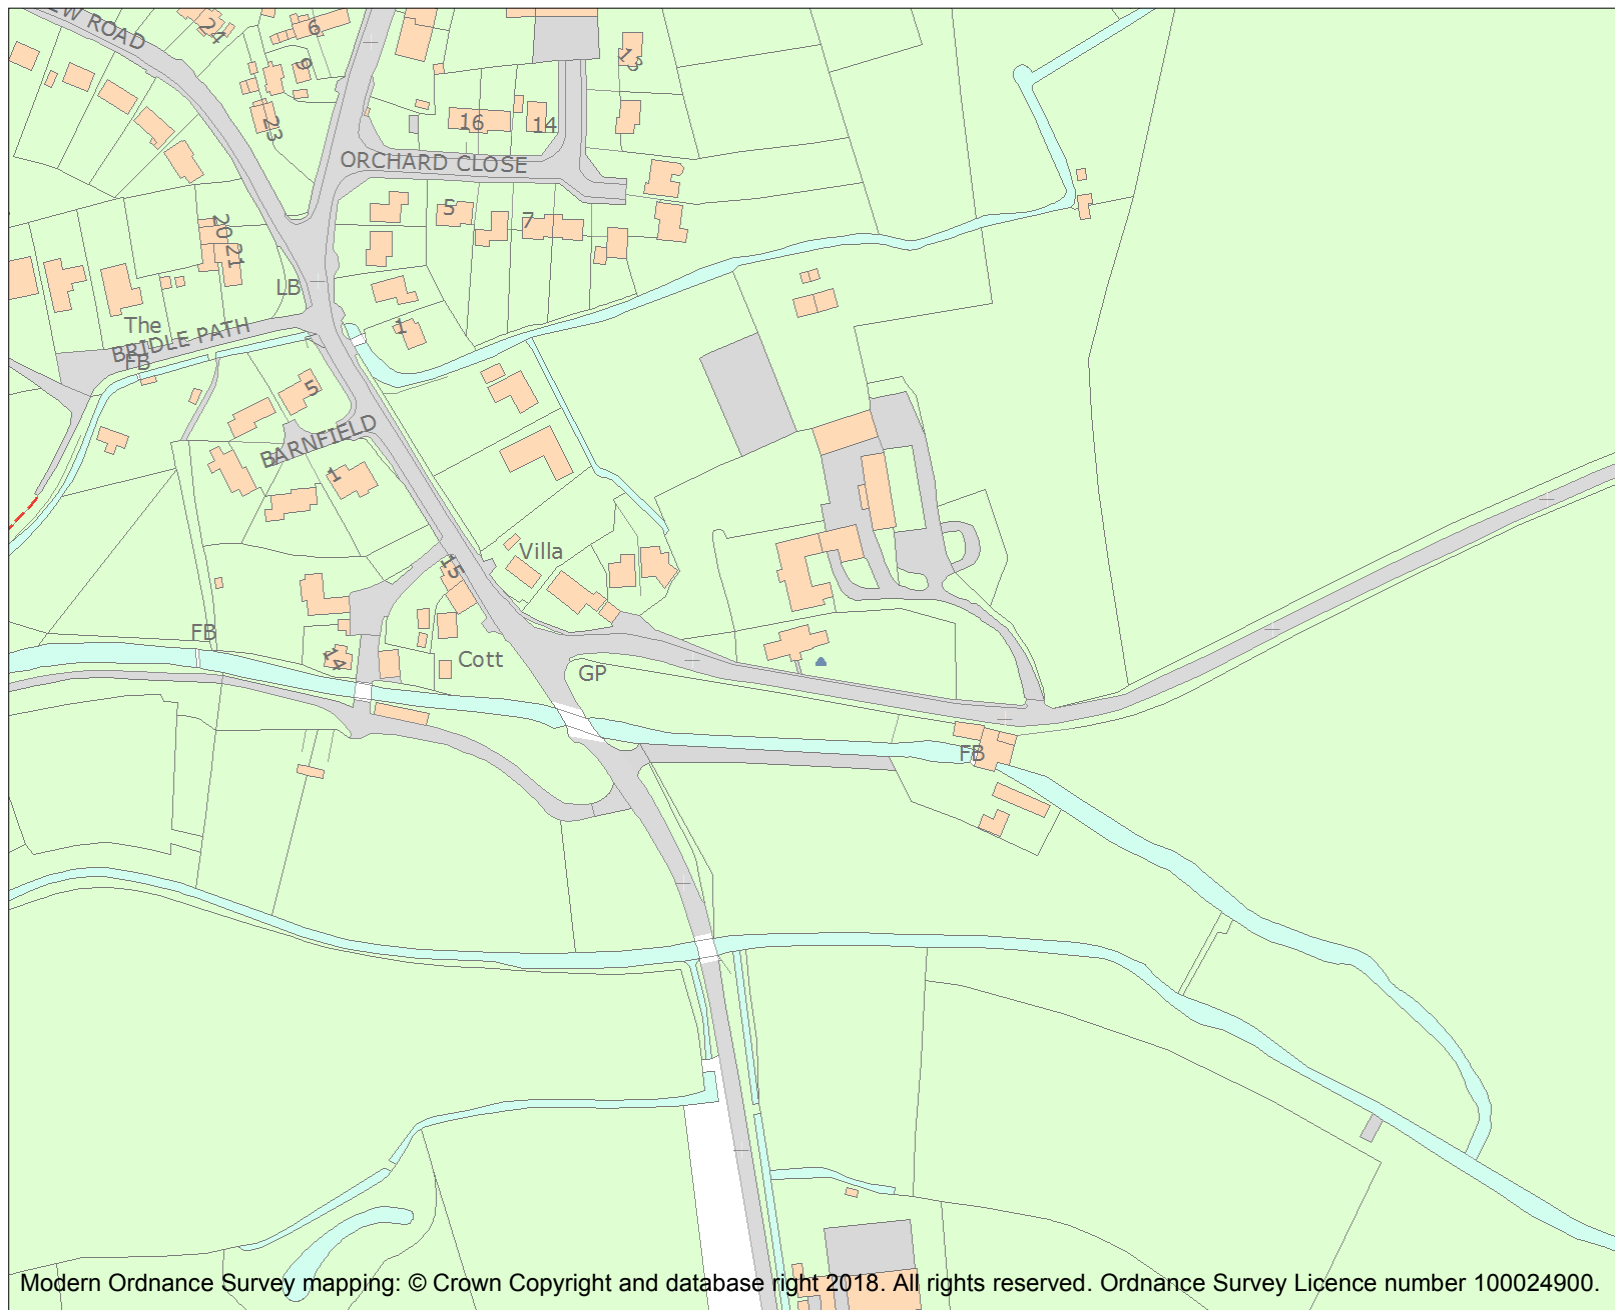 EW ROAD
24
6
9
13
23
16
14
ORCHARD CLOSE
5
7
20
21
LB
The
BRIDLE PATH
FB
1
5
BARNFIELD
1
Villa
15
FB
14
Cott
GP
FB
Modern Ordnance Survey mapping: © Crown Copyright and database right 2018. All rights reserved. Ordnance Survey Licence number 100024900.